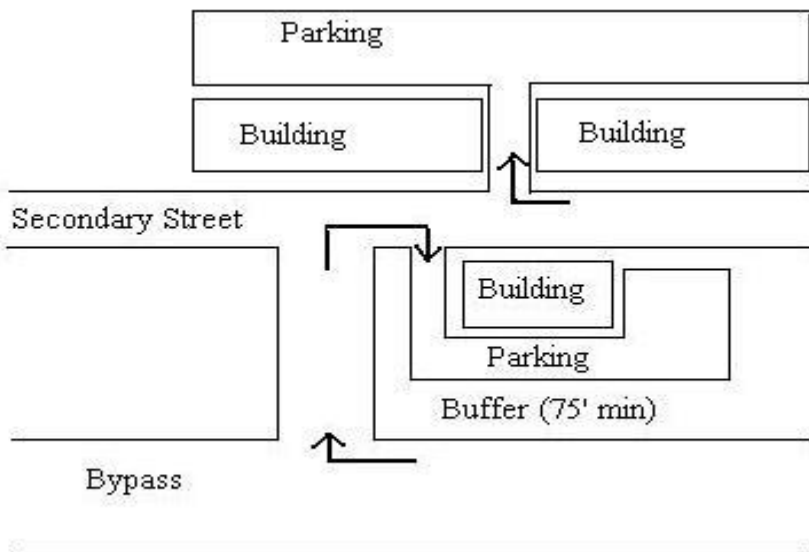 Parking
Building
Building
Secondary Street
Building
Parking
Buffer (75' min)
Bypass